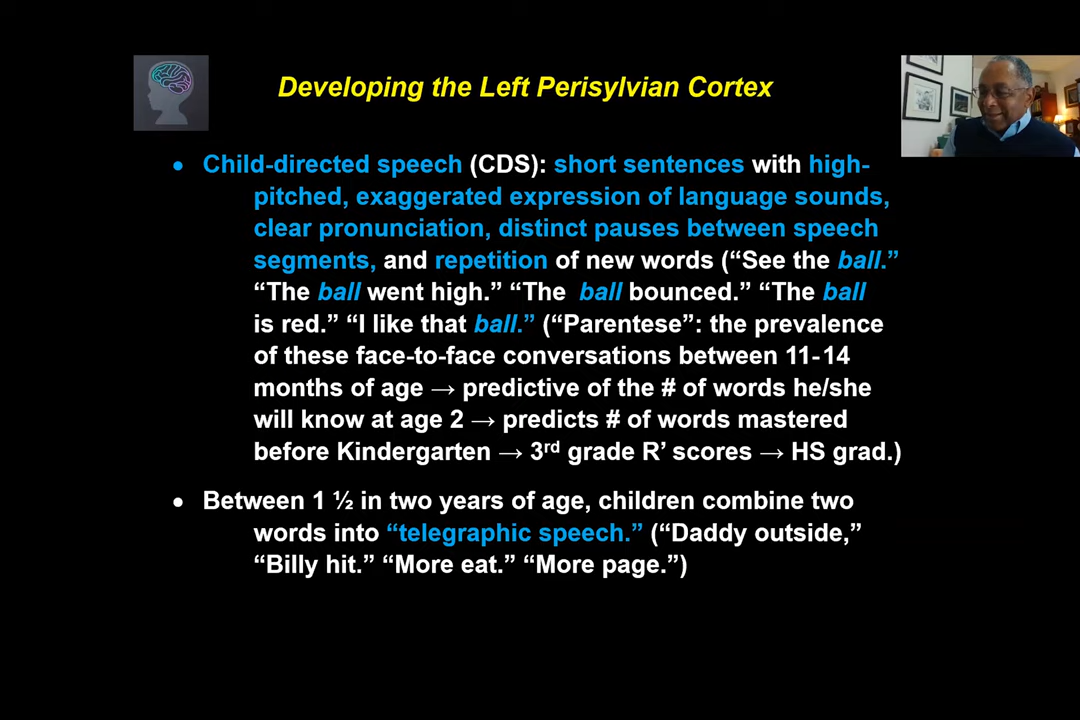 Developing the Left Perisylvian Cortex
• Child-directed speech (CDS): short sentences with high-
pitched, exaggerated expression of language sounds,
clear pronunciation, distinct pauses between speech
segments, and repetition of new words (“See the ball.”
“The ball went high.” “The ball bounced.” “The ball
is red.” “I like that ball.” (“Parentese”: the prevalence
of these face-to-face conversations between 11-14
months of age → predictive of the # of words he/she
will know at age 2 → predicts # of words mastered
before Kindergarten → 3rd grade R’ scores → HS grad.)
• Between 1 ½ in two years of age, children combine two
words into “telegraphic speech.” (“Daddy outside,”
“Billy hit.” “More eat.” “More page.”)